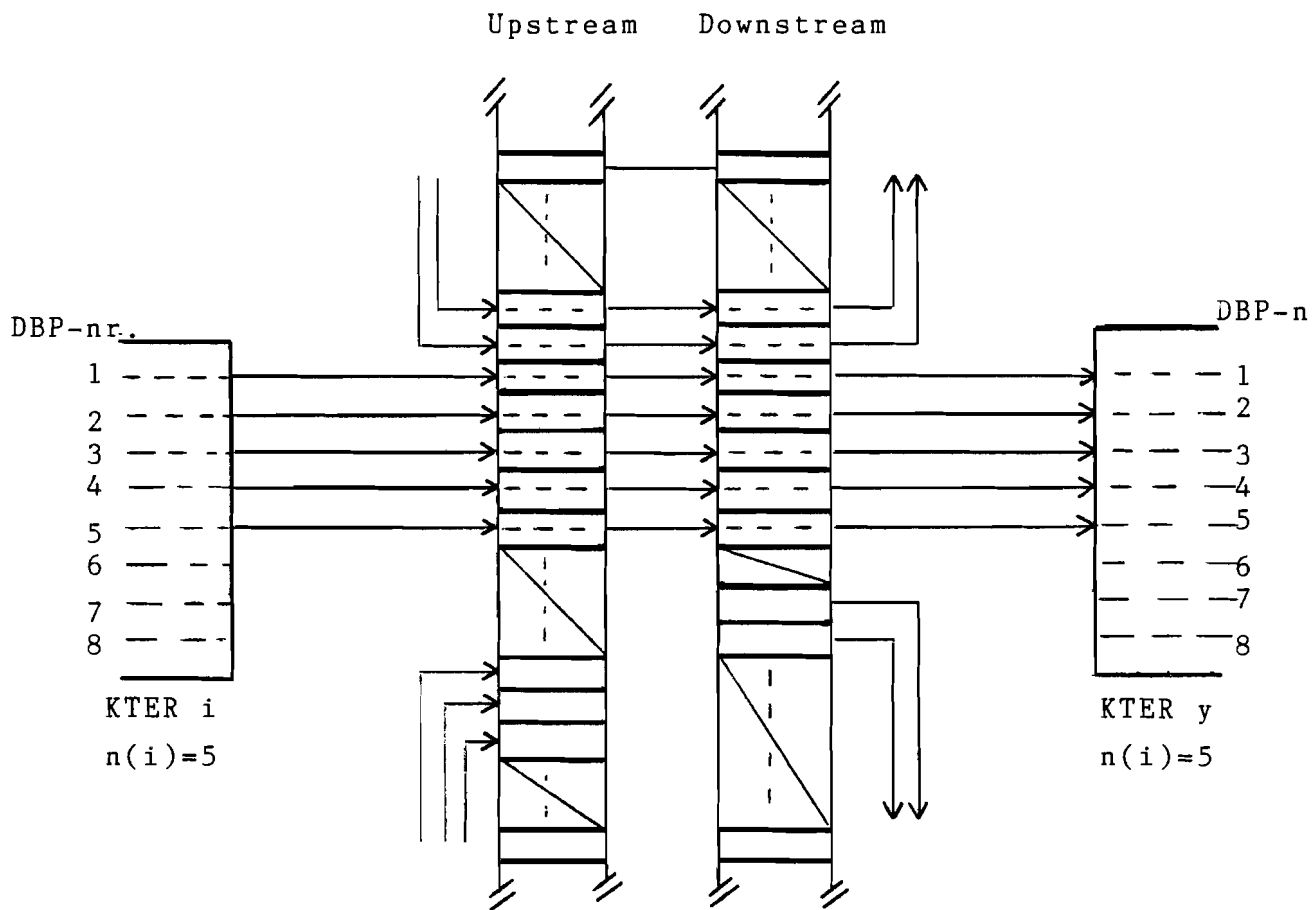 Upstream Downstream
DBP-nr.
1
2
3
4
5
6
7
8
KTER i
n(i)=5
DBP-n
1
2
3
4
5
6
7
8
KTER y
n(i)=5